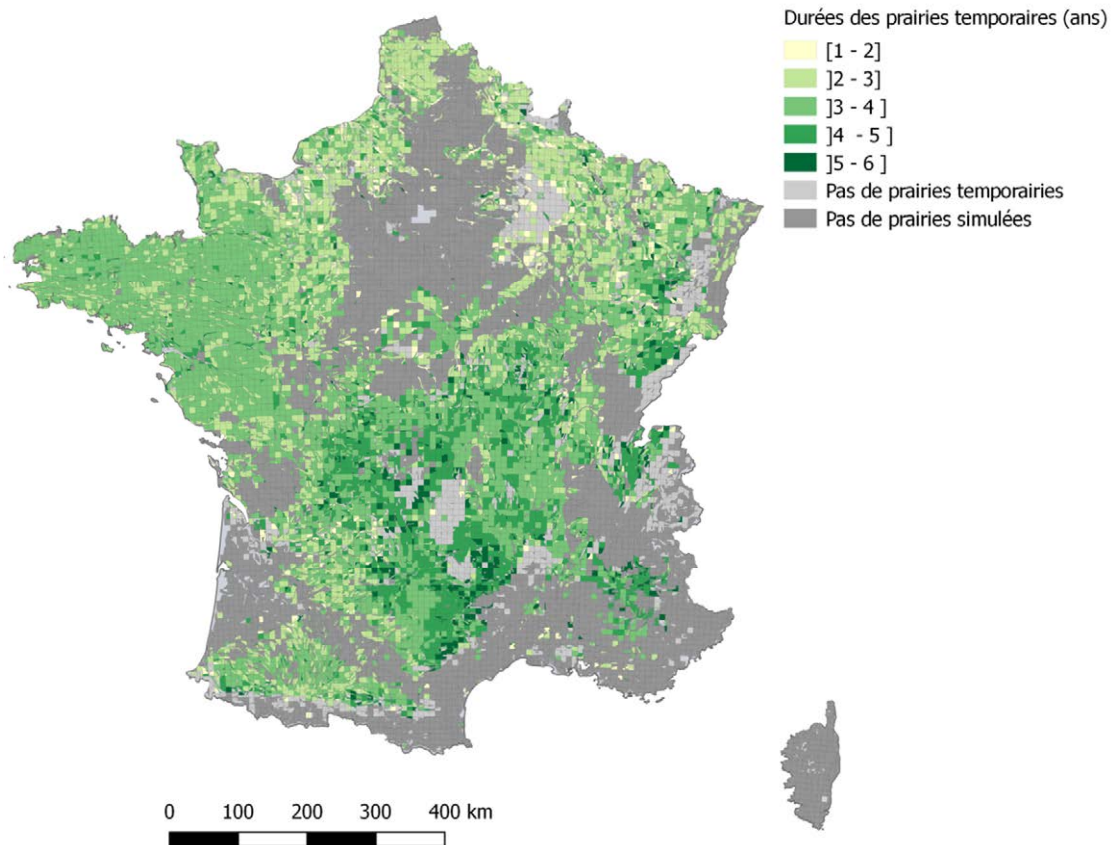 Durées des prairies temporaires (ans)
[1 - 2]
]2 - 3]
]3 - 4]
]4 - 5 ]
]5 - 6 ]
Pas de prairies temporairies
Pas de prairies simulées
0 100 200 300 400 km